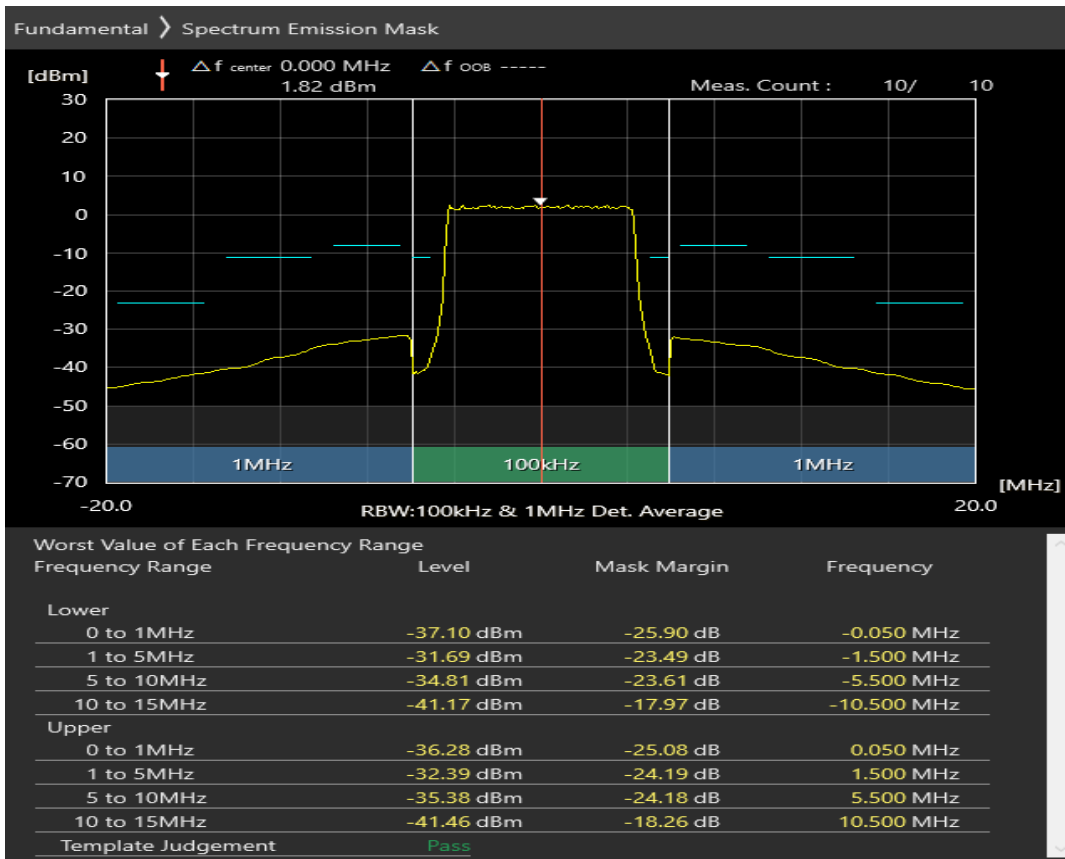 Fundamental ❯ Spectrum Emission Mask
[dBm]
△f center 0.000 MHz △f OOB -----
1.82 dBm Meas. Count : 10/ 10
30
20
10
0
-10
-20
-30
-40
-50
-60
-70
1MHz 100kHz 1MHz
[MHz]
-20.0 RBW:100kHz & 1MHz Det. Average 20.0
Worst Value of Each Frequency Range
Frequency Range Level Mask Margin Frequency
Lower
0 to 1MHz -37.10 dBm -25.90 dB -0.050 MHz
1 to 5MHz -31.69 dBm -23.49 dB -1.500 MHz
5 to 10MHz -34.81 dBm -23.61 dB -5.500 MHz
10 to 15MHz -41.17 dBm -17.97 dB -10.500 MHz
Upper
0 to 1MHz -36.28 dBm -25.08 dB 0.050 MHz
1 to 5MHz -32.39 dBm -24.19 dB 1.500 MHz
5 to 10MHz -35.38 dBm -24.18 dB 5.500 MHz
10 to 15MHz -41.46 dBm -18.26 dB 10.500 MHz
Template Judgement Pass